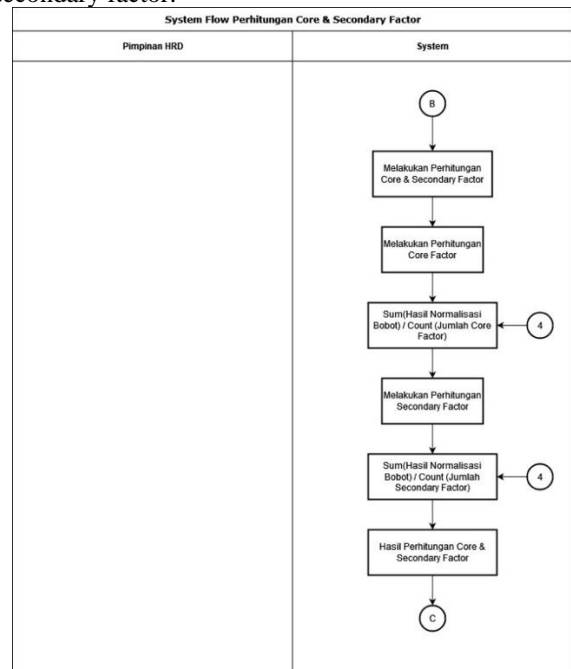 secondary factor.
System Flow Perhitungan Core & Secondary Factor
Pimpinan HRD
System
B
Melakukan Perhitungan
Core & Secondary Factor
Melakukan Perhitungan
Core Factor
Sum(Hasil Normalisasi
Bobot) / Count (Jumlah Core
Factor)
4
Melakukan Perhitungan
Secondary Factor
Sum(Hasil Normalisasi
Bobot) / Count (Jumlah
Secondary Factor)
4
Hasil Perhitungan Core &
Secondary Factor
C